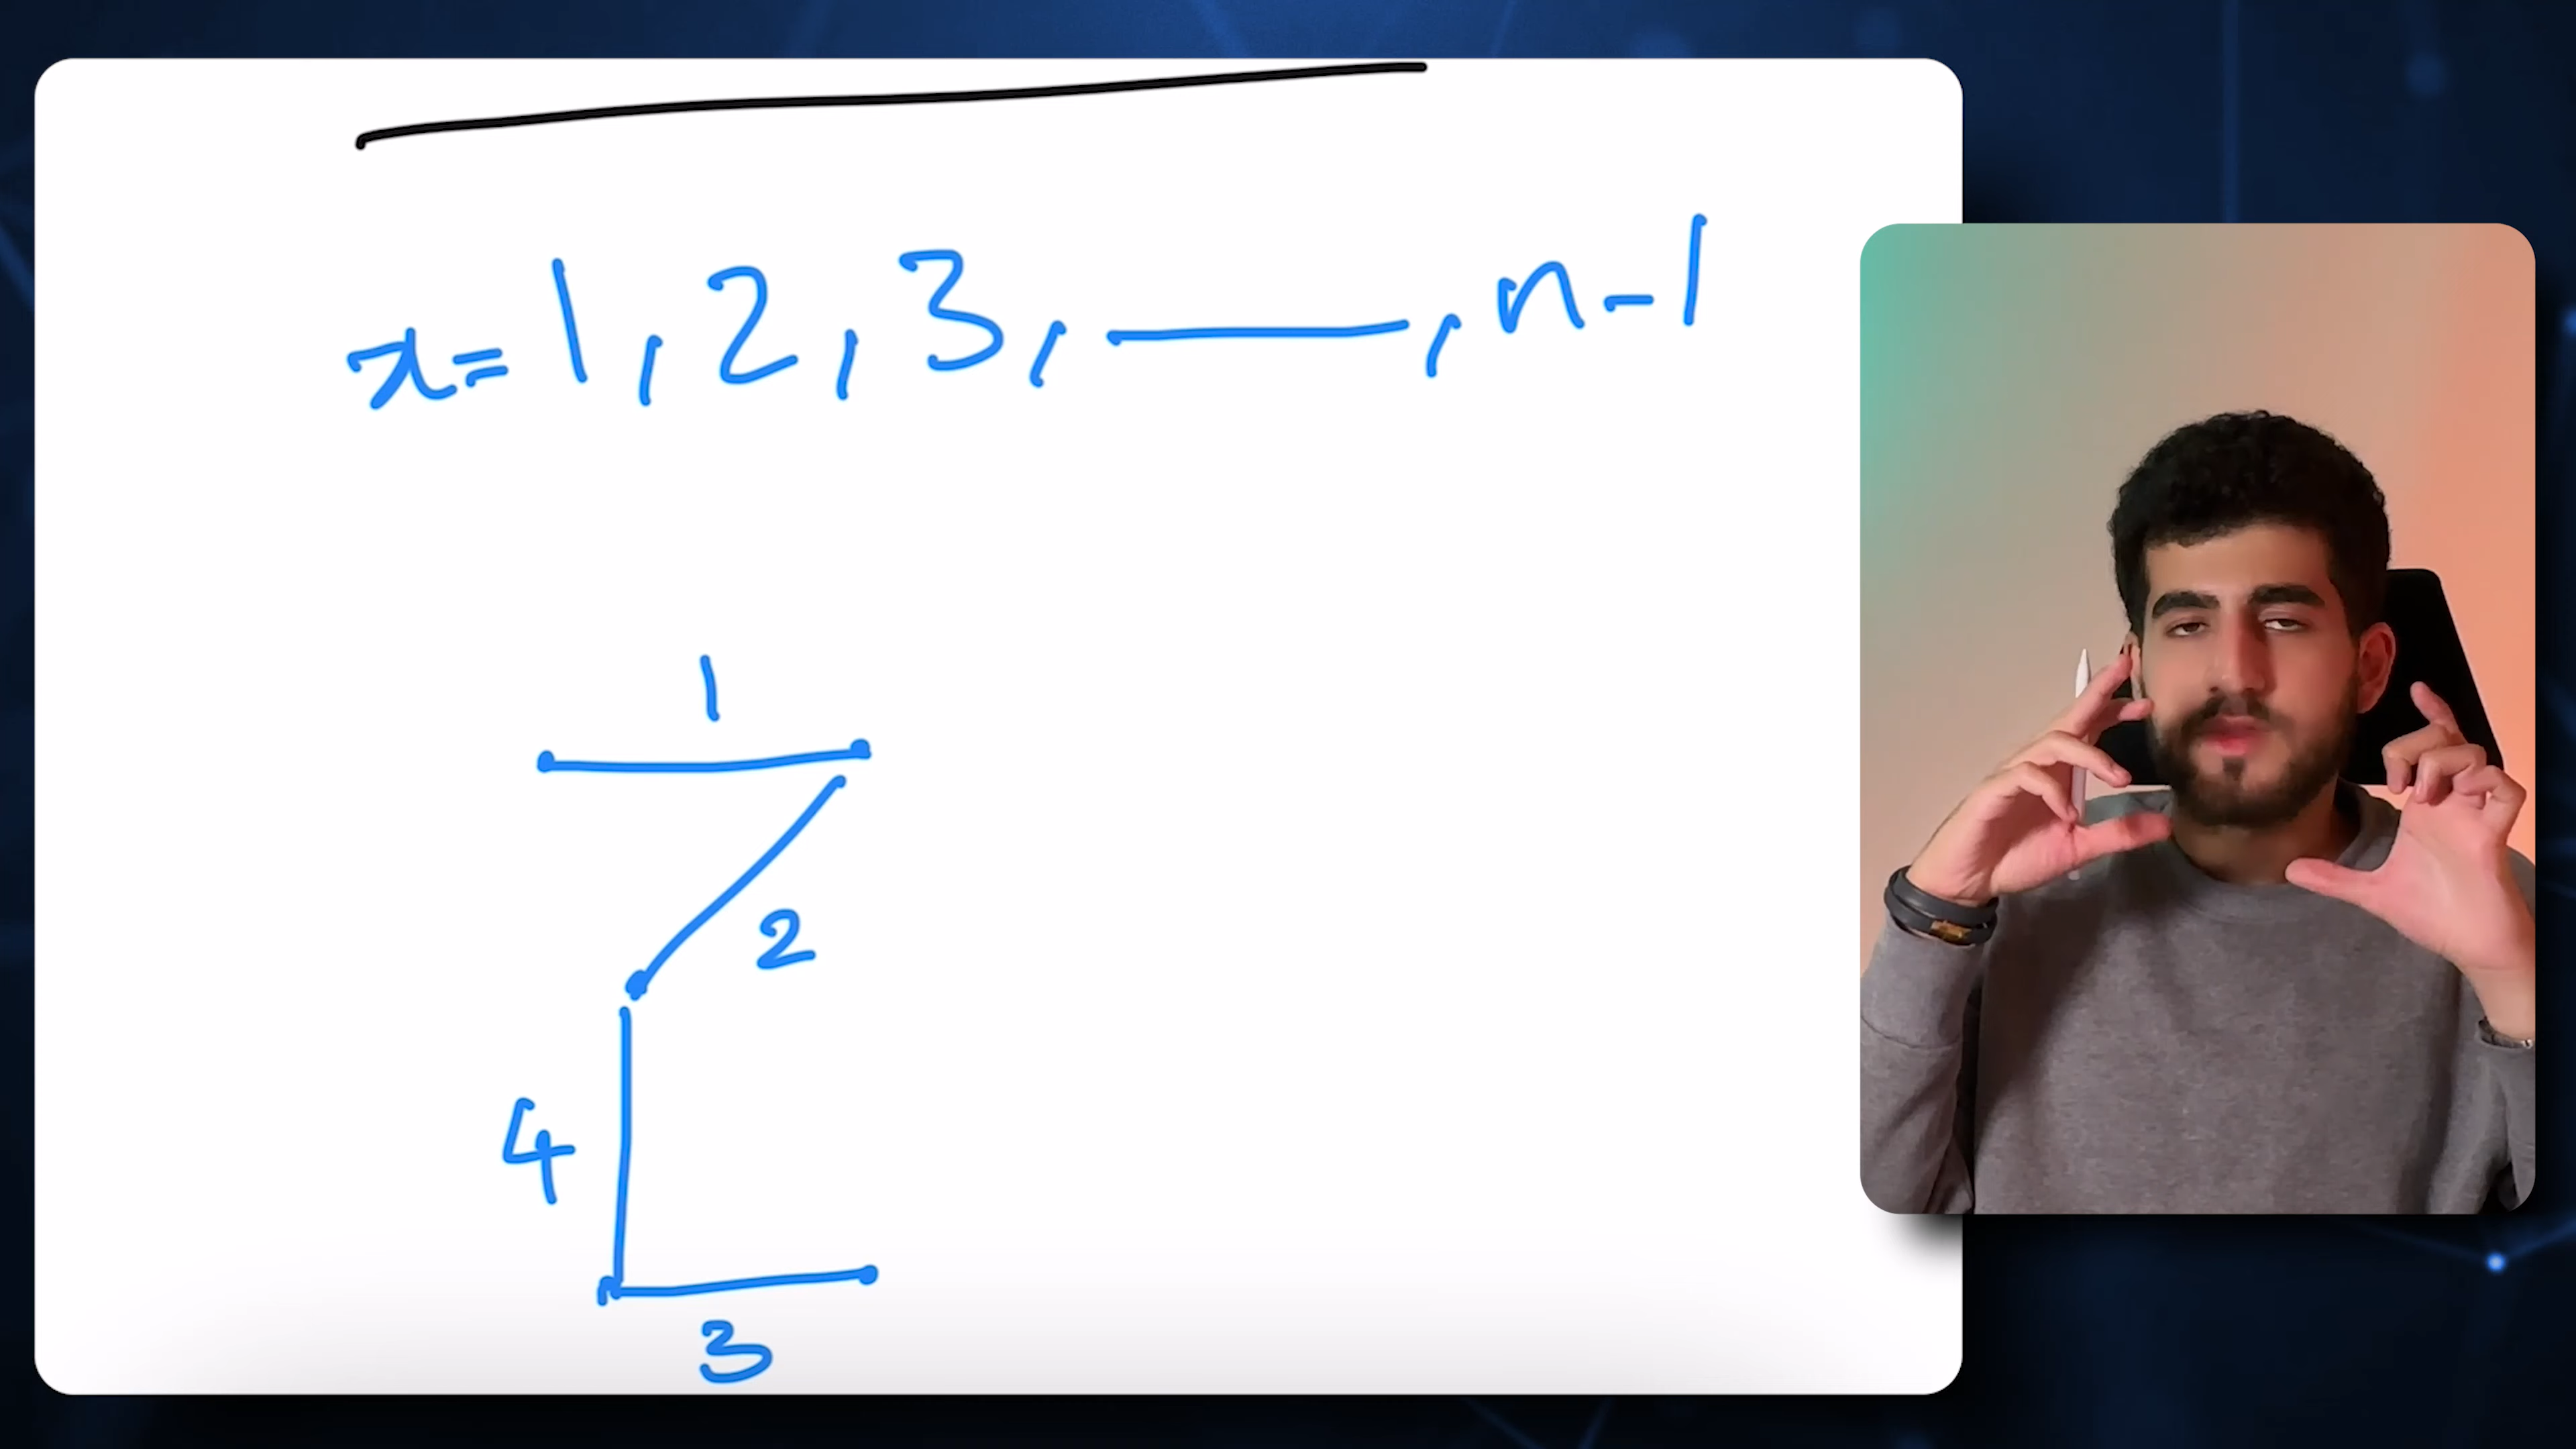 x = 1, 2, 3, ——, n-1
1
2
4
3